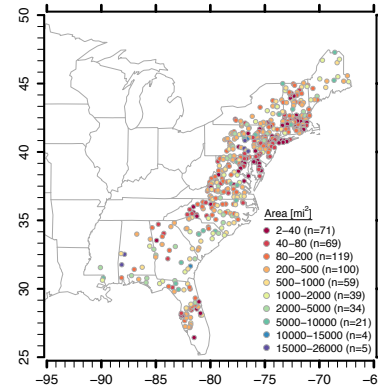 50
45
40
35
30
25
Area [mi²]
2−40 (n=71)
40−80 (n=69)
80−200 (n=119)
200−500 (n=100)
500−1000 (n=59)
1000−2000 (n=39)
2000−5000 (n=34)
5000−10000 (n=21)
10000−15000 (n=4)
15000−26000 (n=5)
−95 −90 −85 −80 −75 −70